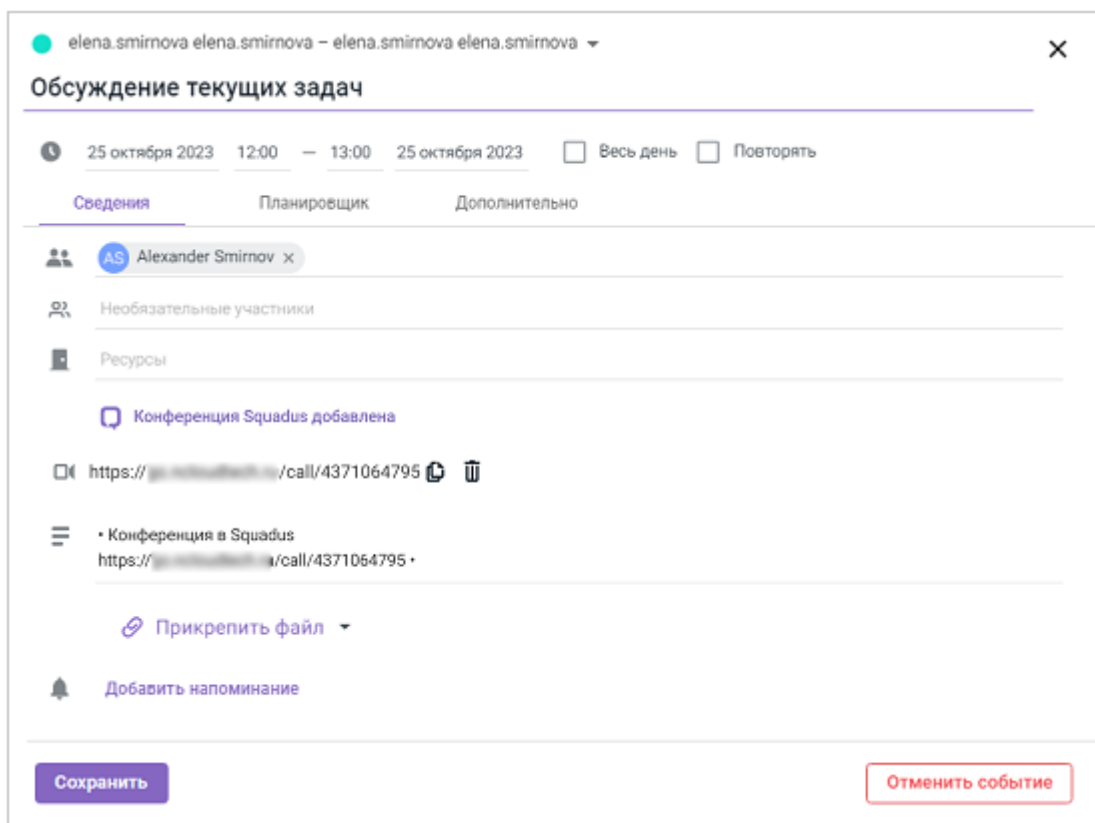 elena.smirnova elena.smirnova – elena.smirnova elena.smirnova
Обсуждение текущих задач
25 октября 2023 12:00 — 13:00 25 октября 2023 Весь день Повторять
Сведения Планировщик Дополнительно
AS Alexander Smirnov ×
Необязательные участники
Ресурсы
Конференция Squadus добавлена
https:// /call/4371064795
• Конференция в Squadus
https:// /call/4371064795 •
Прикрепить файл
Добавить напоминание
Сохранить Отменить событие